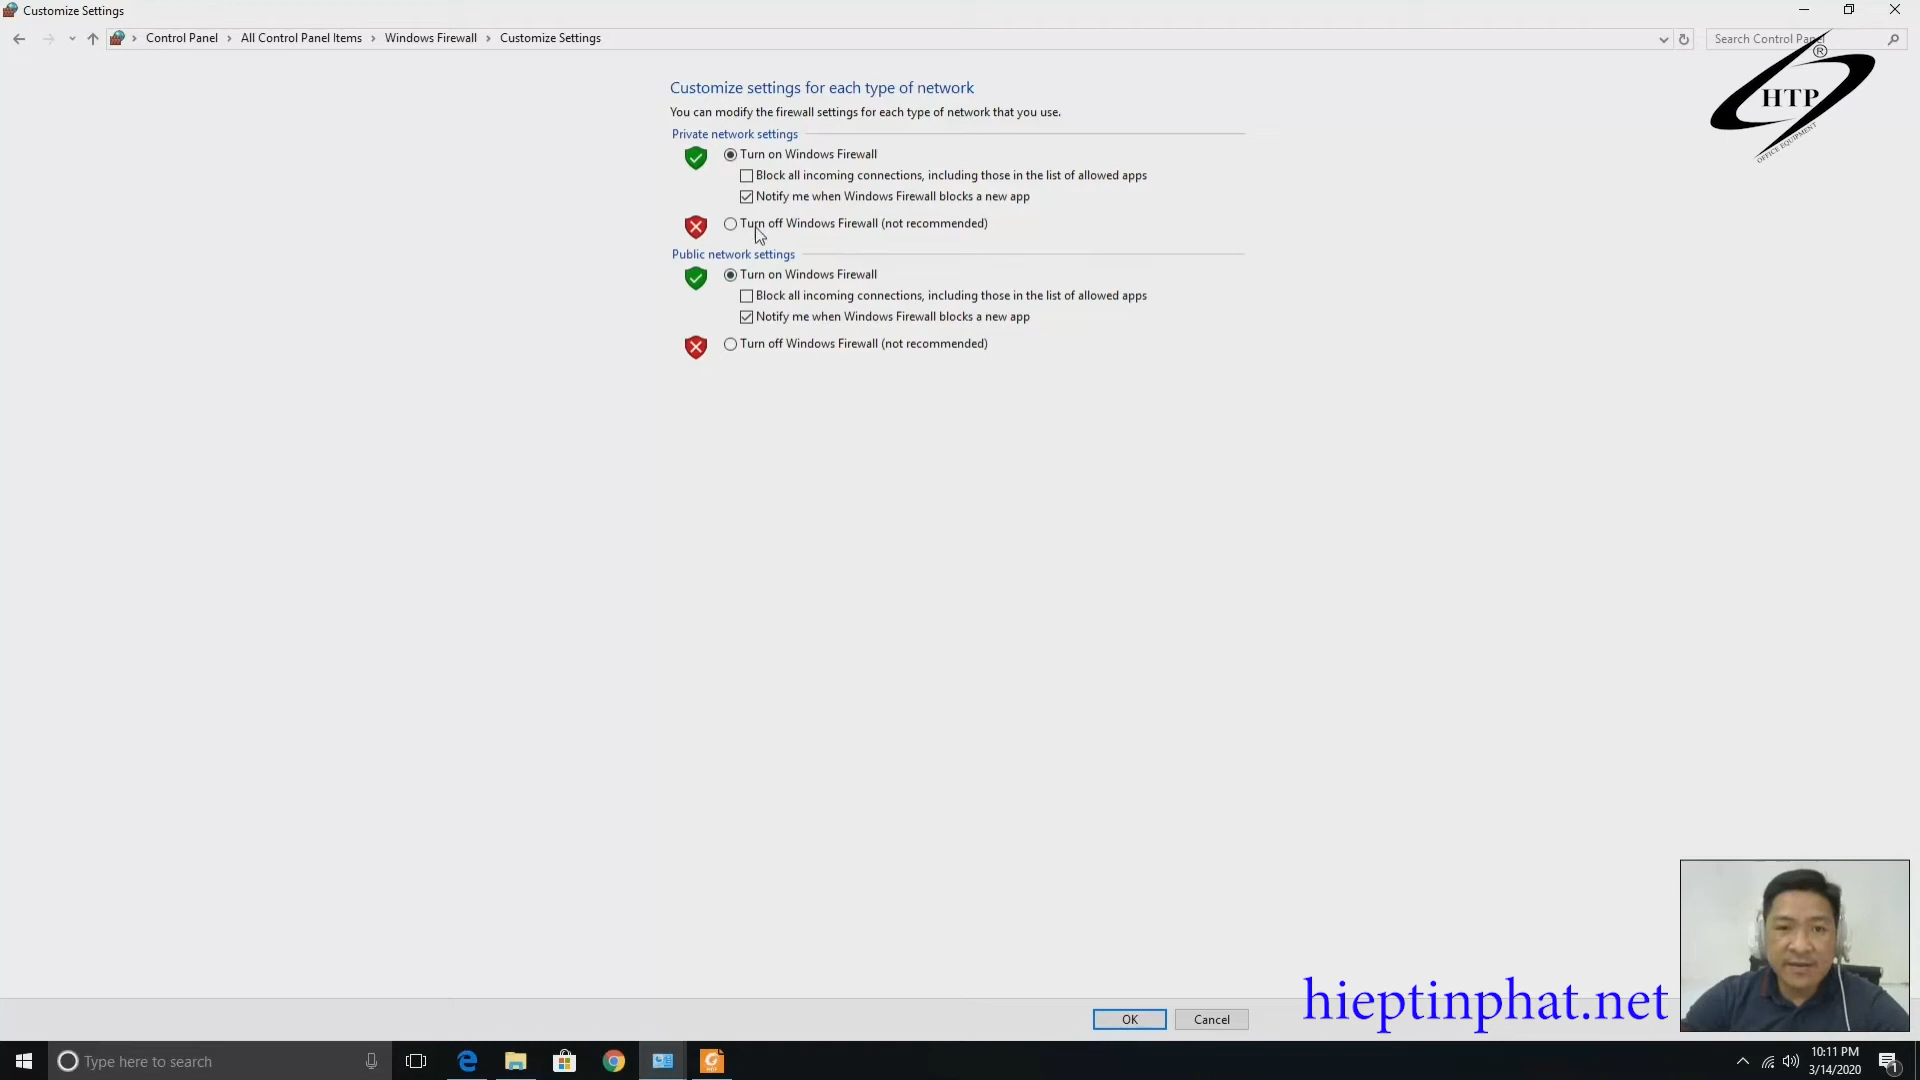 Customize Settings
Control Panel > All Control Panel Items > Windows Firewall > Customize Settings
Search Control Panel
HTP
®
OFFICE EQUIPMENT
Customize settings for each type of network
You can modify the firewall settings for each type of network that you use.
Private network settings
Turn on Windows Firewall
Block all incoming connections, including those in the list of allowed apps
Notify me when Windows Firewall blocks a new app
Turn off Windows Firewall (not recommended)
Public network settings
Turn on Windows Firewall
Block all incoming connections, including those in the list of allowed apps
Notify me when Windows Firewall blocks a new app
Turn off Windows Firewall (not recommended)
OK
Cancel
hieptinphat.net
Type here to search
10:11 PM
3/14/2020
1